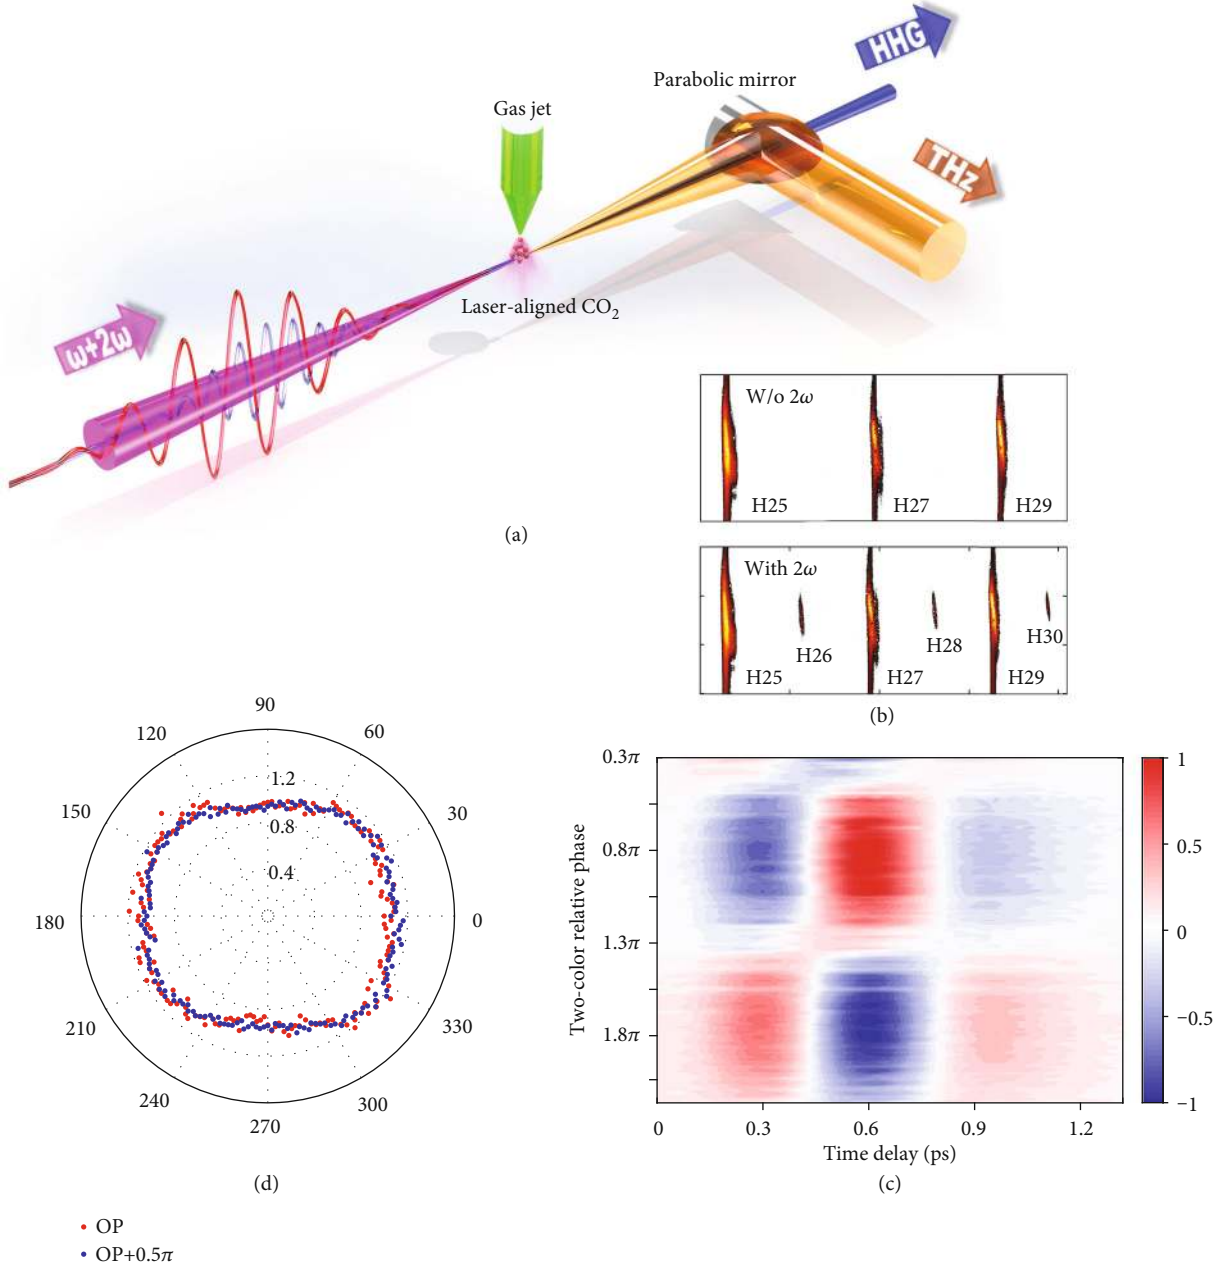 HHG
Parabolic mirror
Gas jet
THz
Laser-aligned CO₂
ω+2ω
(a)
W/o 2ω
H25
H27
H29
With 2ω
H26
H28
H30
H25
H27
H29
(b)
90
120
60
150
30
1.2
0.8
0.4
180
0
210
330
240
300
270
(d)
OP
OP+0.5π
Two-color relative phase
0.3π
0.8π
1.3π
1.8π
0
0.3
0.6
0.9
1.2
Time delay (ps)
1
0.5
0
−0.5
−1
(c)